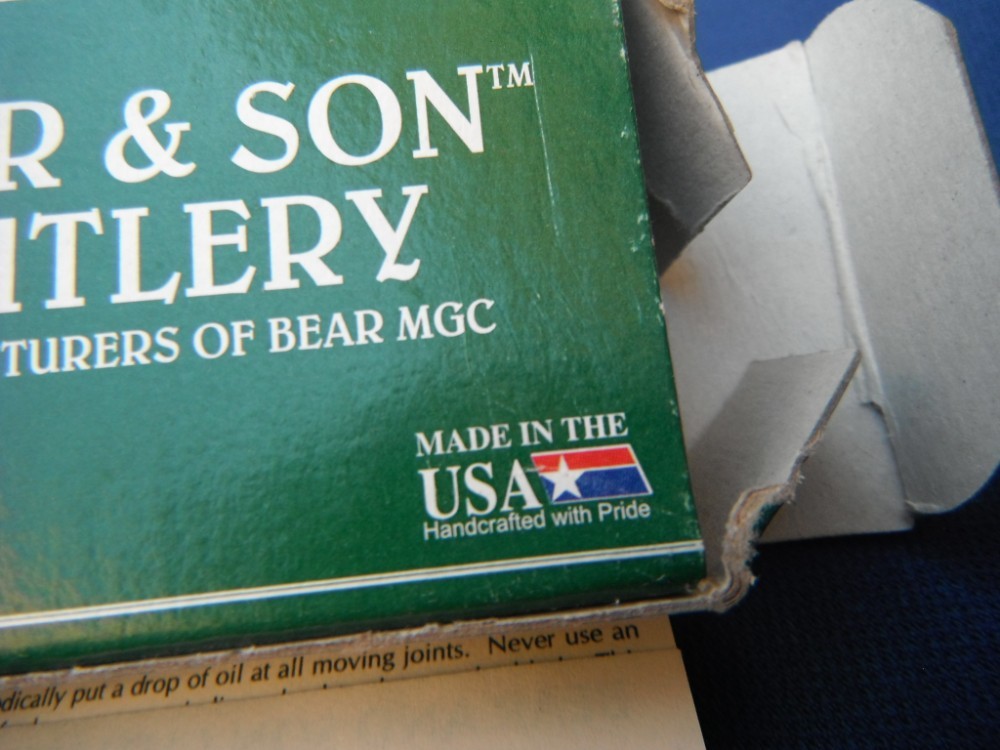 R & SON™
TLERY
TURERS OF BEAR MGC
MADE IN THE
USA
Handcrafted with Pride
dically put a drop of oil at all moving joints. Never use an